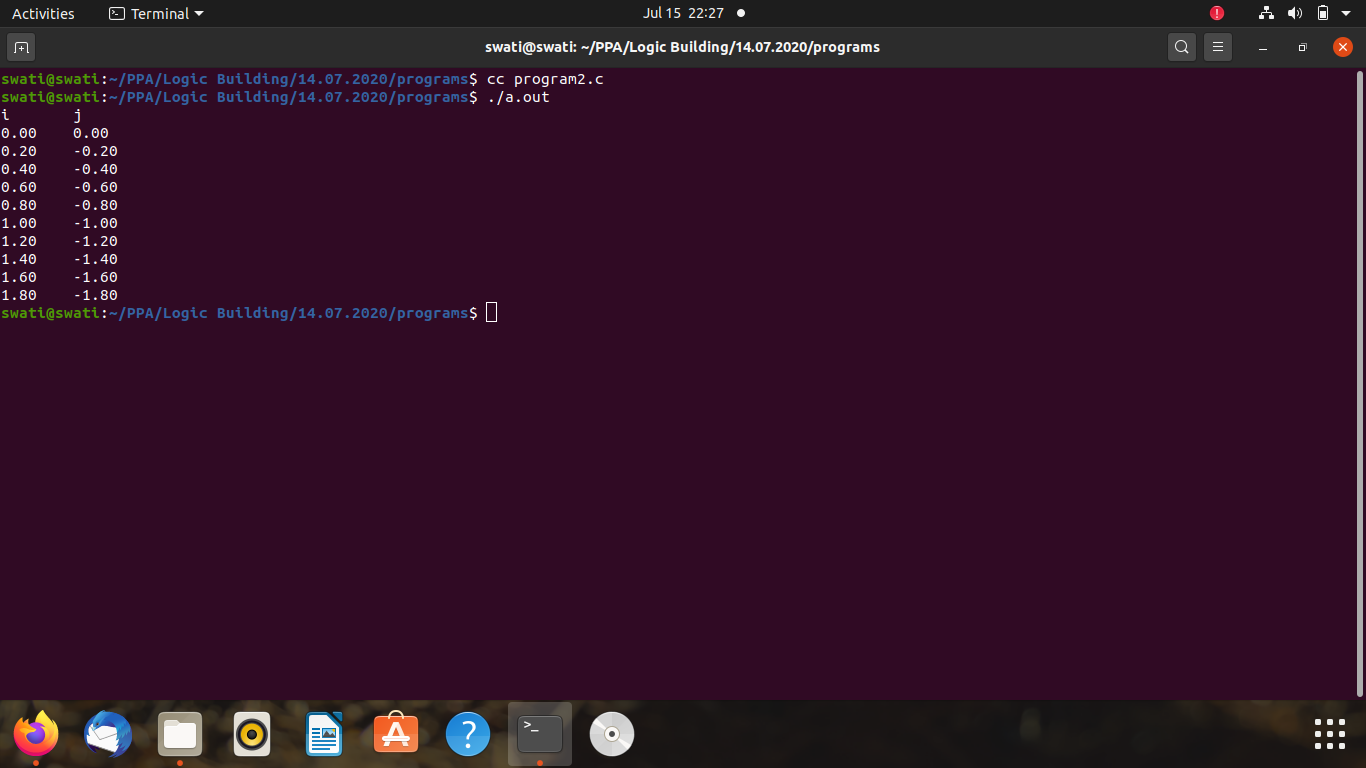 Activities Terminal Jul 15 22:27
swati@swati: ~/PPA/Logic Building/14.07.2020/programs
swati@swati:~/PPA/Logic Building/14.07.2020/programs$ cc program2.c
swati@swati:~/PPA/Logic Building/14.07.2020/programs$ ./a.out
i j
0.00 0.00
0.20 -0.20
0.40 -0.40
0.60 -0.60
0.80 -0.80
1.00 -1.00
1.20 -1.20
1.40 -1.40
1.60 -1.60
1.80 -1.80
swati@swati:~/PPA/Logic Building/14.07.2020/programs$